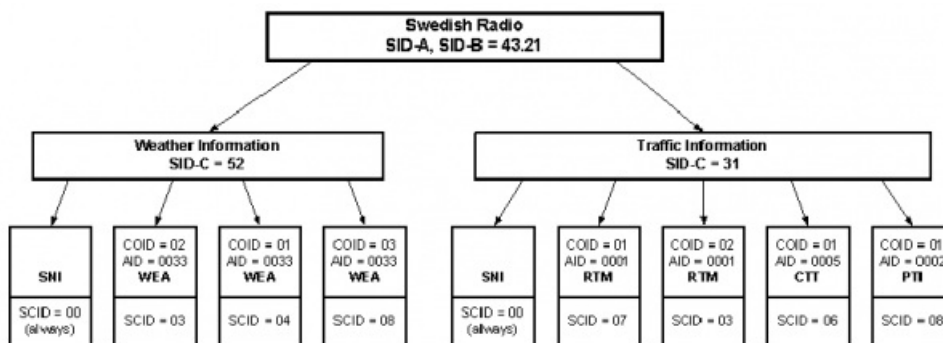 Swedish Radio
SID-A, SID-B = 43.21
Weather Information
SID-C = 52
Traffic Information
SID-C = 31
SNI
SCID = 00
(always)
COID = 02
AID = 0033
WEA
SCID = 03
COID = 01
AID = 0033
WEA
SCID = 04
COID = 03
AID = 0033
WEA
SCID = 08
SNI
SCID = 00
(always)
COID = 01
AID = 0001
RTM
SCID = 07
COID = 02
AID = 0001
RTM
SCID = 03
COID = 01
AID = 0005
CTT
SCID = 06
COID = 01
AID = 0002
PTI
SCID = 08